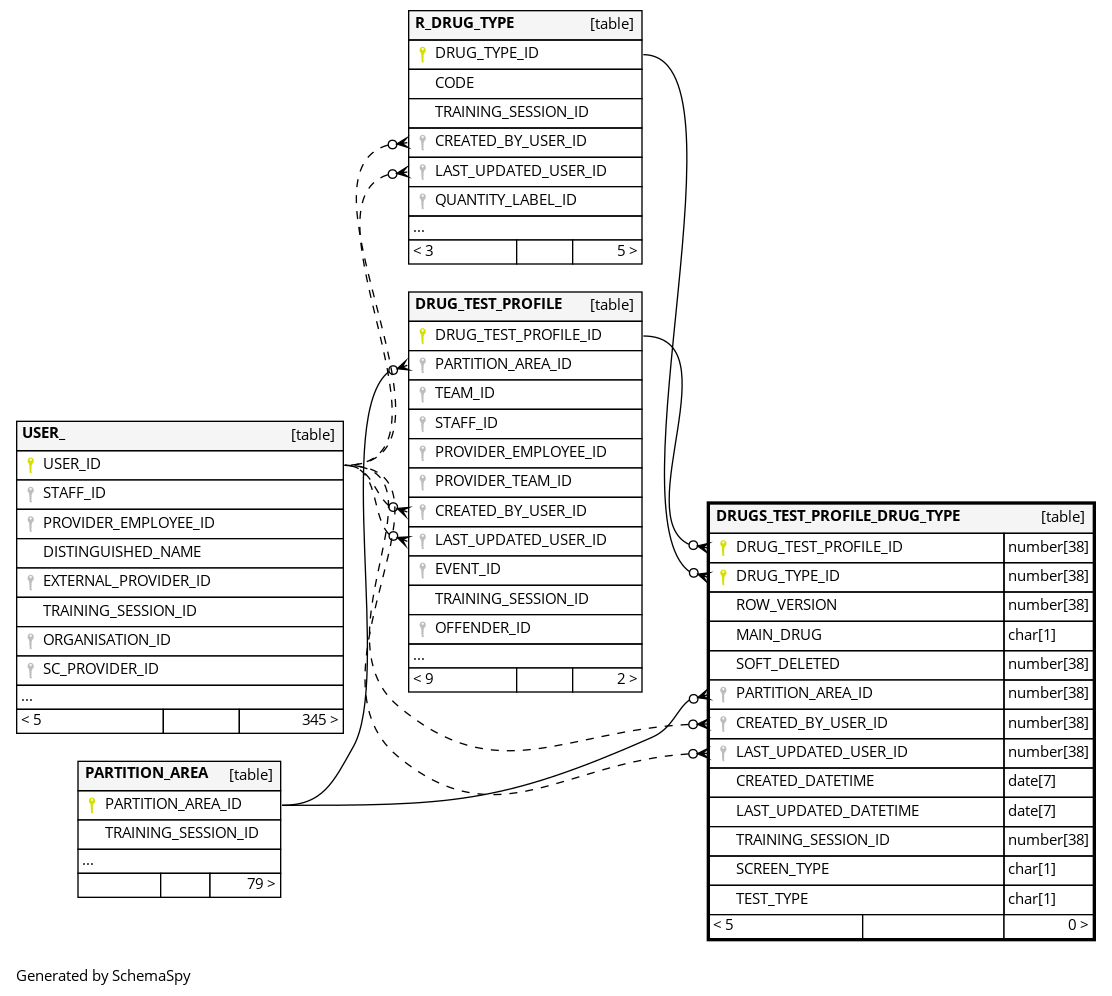 R_DRUG_TYPE [table]
DRUG_TYPE_ID
CODE
TRAINING_SESSION_ID
CREATED_BY_USER_ID
LAST_UPDATED_USER_ID
QUANTITY_LABEL_ID
...
< 3 5 >
DRUG_TEST_PROFILE [table]
DRUG_TEST_PROFILE_ID
PARTITION_AREA_ID
TEAM_ID
STAFF_ID
PROVIDER_EMPLOYEE_ID
PROVIDER_TEAM_ID
CREATED_BY_USER_ID
LAST_UPDATED_USER_ID
EVENT_ID
TRAINING_SESSION_ID
OFFENDER_ID
...
< 9 2 >
USER_ [table]
USER_ID
STAFF_ID
PROVIDER_EMPLOYEE_ID
DISTINGUISHED_NAME
EXTERNAL_PROVIDER_ID
TRAINING_SESSION_ID
ORGANISATION_ID
SC_PROVIDER_ID
...
< 5 345 >
PARTITION_AREA [table]
PARTITION_AREA_ID
TRAINING_SESSION_ID
...
79 >
DRUGS_TEST_PROFILE_DRUG_TYPE [table]
DRUG_TEST_PROFILE_ID number[38]
DRUG_TYPE_ID number[38]
ROW_VERSION number[38]
MAIN_DRUG char[1]
SOFT_DELETED number[38]
PARTITION_AREA_ID number[38]
CREATED_BY_USER_ID number[38]
LAST_UPDATED_USER_ID number[38]
CREATED_DATETIME date[7]
LAST_UPDATED_DATETIME date[7]
TRAINING_SESSION_ID number[38]
SCREEN_TYPE char[1]
TEST_TYPE char[1]
< 5 0 >
Generated by SchemaSpy